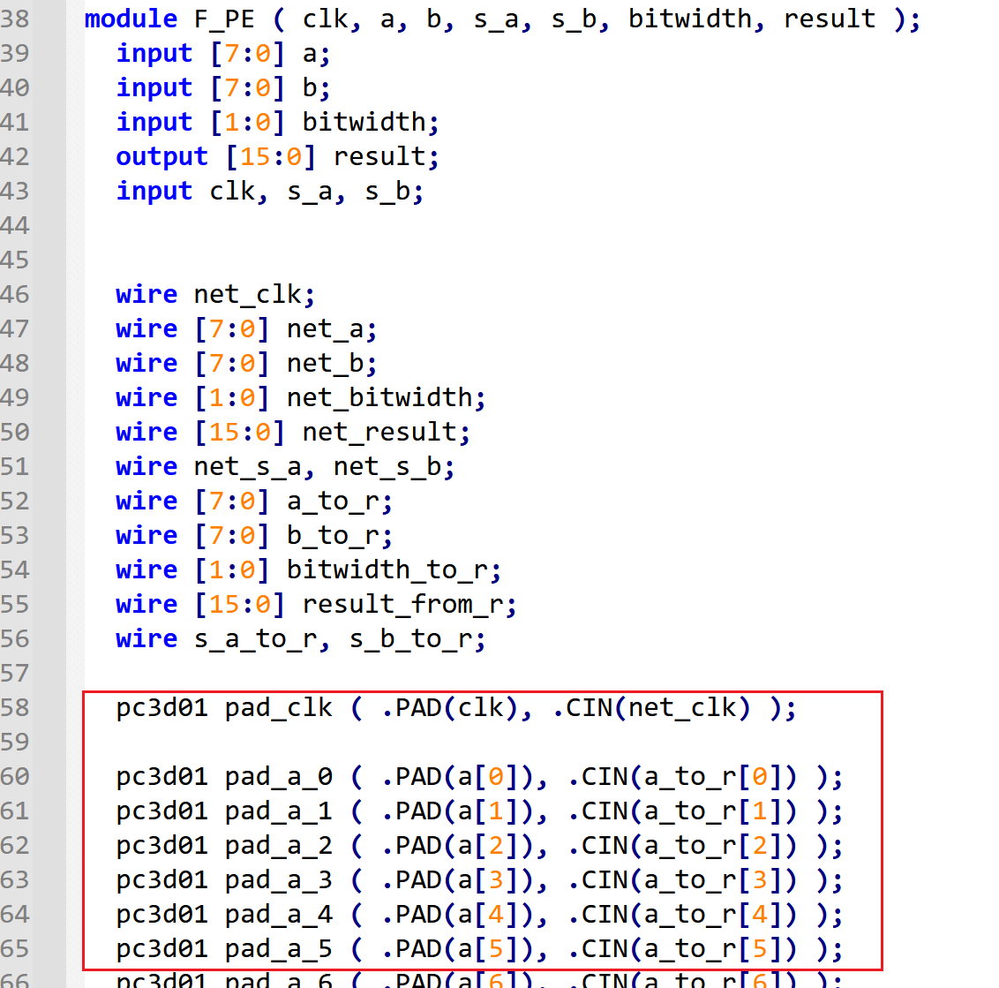 38 module F_PE ( clk, a, b, s_a, s_b, bitwidth, result );
39 input [7:0] a;
40 input [7:0] b;
41 input [1:0] bitwidth;
42 output [15:0] result;
43 input clk, s_a, s_b;
44
45
46 wire net_clk;
47 wire [7:0] net_a;
48 wire [7:0] net_b;
49 wire [1:0] net_bitwidth;
50 wire [15:0] net_result;
51 wire net_s_a, net_s_b;
52 wire [7:0] a_to_r;
53 wire [7:0] b_to_r;
54 wire [1:0] bitwidth_to_r;
55 wire [15:0] result_from_r;
56 wire s_a_to_r, s_b_to_r;
57
58 pc3d01 pad_clk ( .PAD(clk), .CIN(net_clk) );
59
60 pc3d01 pad_a_0 ( .PAD(a[0]), .CIN(a_to_r[0]) );
61 pc3d01 pad_a_1 ( .PAD(a[1]), .CIN(a_to_r[1]) );
62 pc3d01 pad_a_2 ( .PAD(a[2]), .CIN(a_to_r[2]) );
63 pc3d01 pad_a_3 ( .PAD(a[3]), .CIN(a_to_r[3]) );
64 pc3d01 pad_a_4 ( .PAD(a[4]), .CIN(a_to_r[4]) );
65 pc3d01 pad_a_5 ( .PAD(a[5]), .CIN(a_to_r[5]) );
66 pc3d01 pad_a_6 ( .PAD(a[6]), .CIN(a_to_r[6]) );